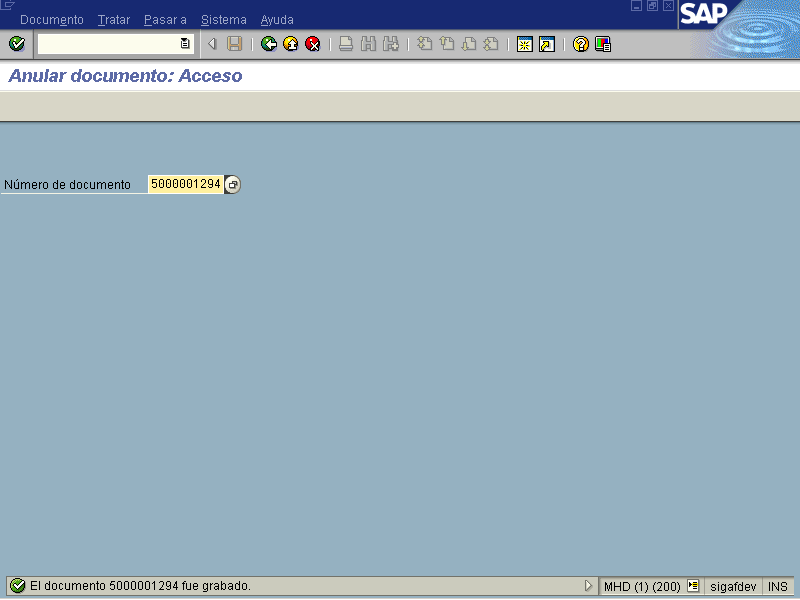 Documento Tratar Pasar a Sistema Ayuda
SAP
Anular documento: Acceso
Número de documento 5000001294
El documento 5000001294 fue grabado. MHD (1) (200) sigafdev INS